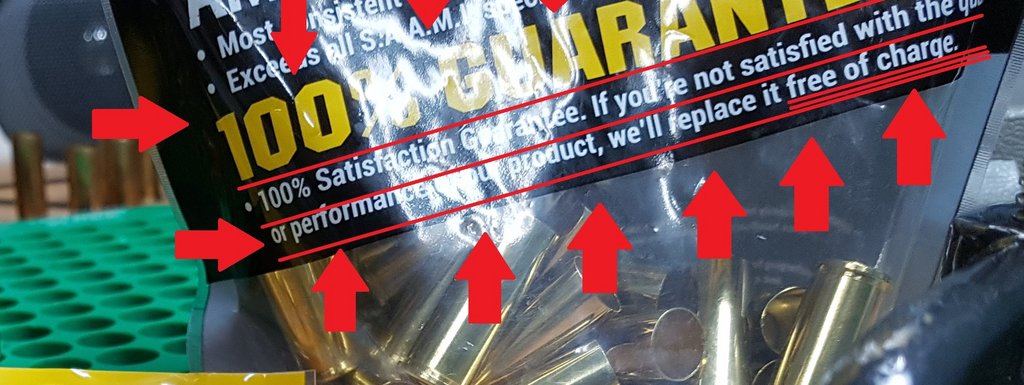 • Most Consistent
• Exceeds all S.A.A.M.I. spec
100% GUARANTE
• 100% Satisfaction Guarantee. If you're not satisfied with the
or performance of our product, we'll replace it free of charge.